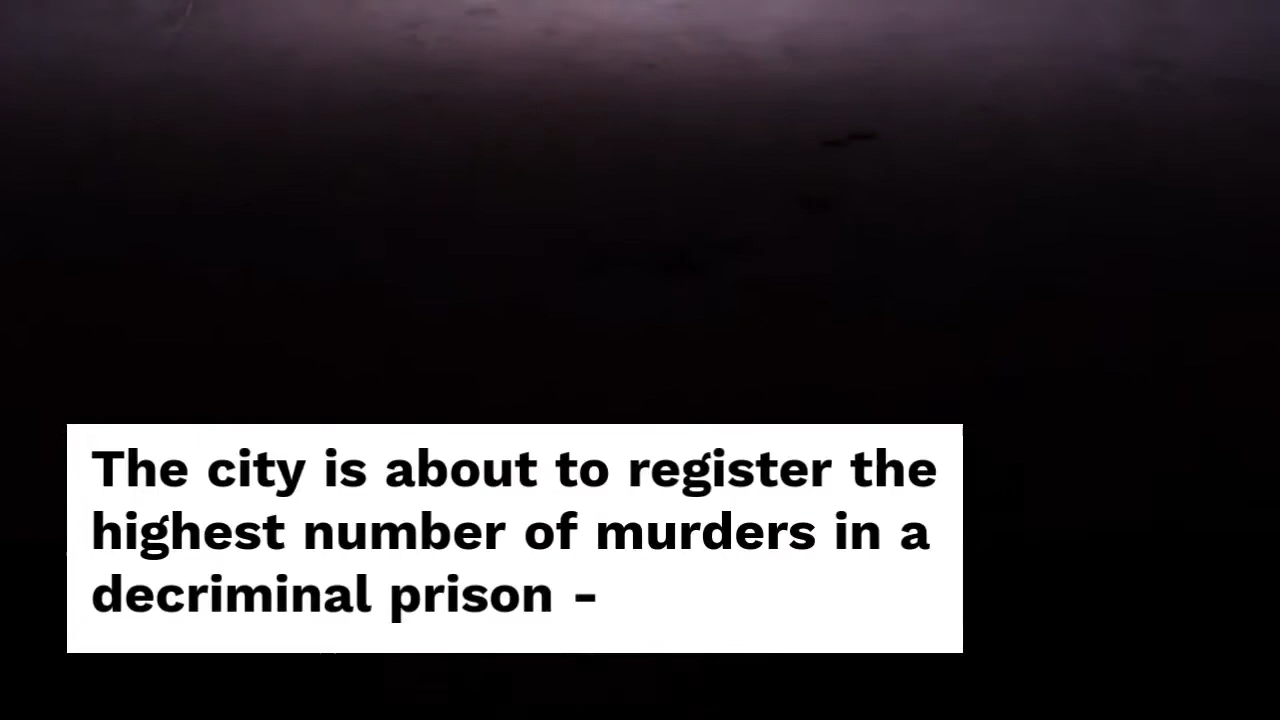 The city is about to register the
highest number of murders in a
decriminal prison -